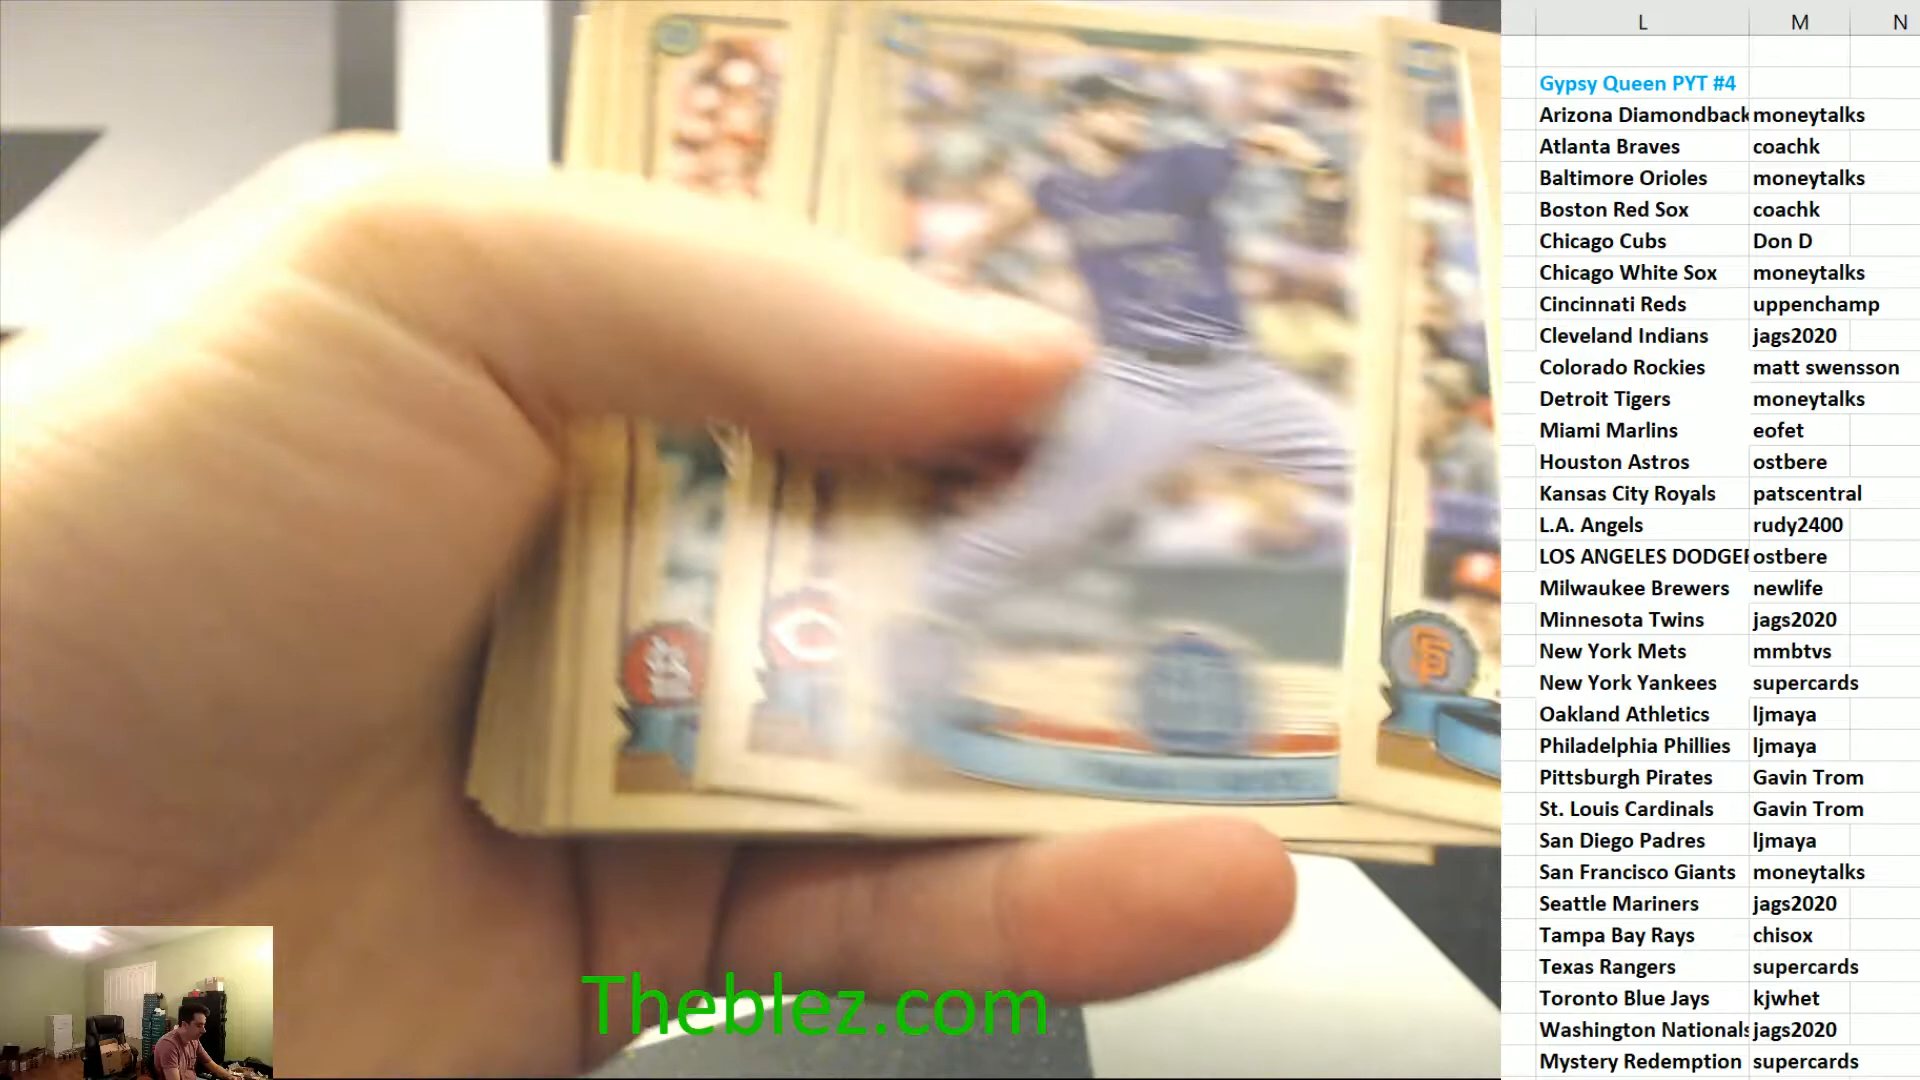 L M N
Gypsy Queen PYT #4
Arizona Diamondback moneytalks
Atlanta Braves coachk
Baltimore Orioles moneytalks
Boston Red Sox coachk
Chicago Cubs Don D
Chicago White Sox moneytalks
Cincinnati Reds uppenchamp
Cleveland Indians jags2020
Colorado Rockies matt swensson
Detroit Tigers moneytalks
Miami Marlins eofet
Houston Astros ostbere
Kansas City Royals patscentral
L.A. Angels rudy2400
LOS ANGELES DODGER ostbere
Milwaukee Brewers newlife
Minnesota Twins jags2020
New York Mets mmbtvs
New York Yankees supercards
Oakland Athletics ljmaya
Philadelphia Phillies ljmaya
Pittsburgh Pirates Gavin Trom
St. Louis Cardinals Gavin Trom
San Diego Padres ljmaya
San Francisco Giants moneytalks
Seattle Mariners jags2020
Tampa Bay Rays chisox
Texas Rangers supercards
Toronto Blue Jays kjwhet
Washington Nationals jags2020
Mystery Redemption supercards
SF
Theblez.com